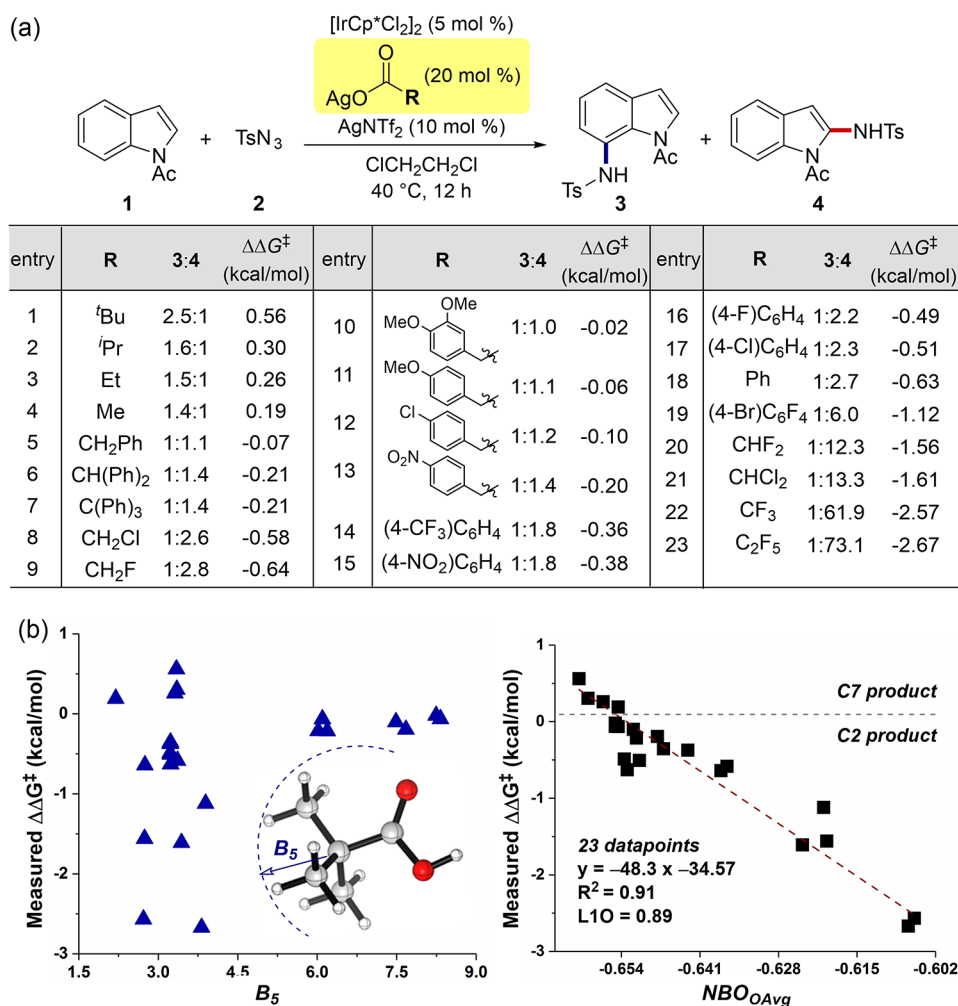 (a)
[IrCp*Cl2]2 (5 mol %)
O
AgO R (20 mol %)
AgNTf2 (10 mol %)
ClCH2CH2Cl
40 °C, 12 h
N
Ac
1
+
TsN3
2
N
Ac
NH
Ts
3
+
N
Ac
NHTs
4
entry R 3:4 ΔΔG‡ (kcal/mol)
1 tBu 2.5:1 0.56
2 iPr 1.6:1 0.30
3 Et 1.5:1 0.26
4 Me 1.4:1 0.19
5 CH2Ph 1:1.1 -0.07
6 CH(Ph)2 1:1.4 -0.21
7 C(Ph)3 1:1.4 -0.21
8 CH2Cl 1:2.6 -0.58
9 CH2F 1:2.8 -0.64
entry R 3:4 ΔΔG‡ (kcal/mol)
OMe
10 MeO 1:1.0 -0.02
11 MeO 1:1.1 -0.06
12 Cl 1:1.2 -0.10
13 NO2 1:1.4 -0.20
14 (4-CF3)C6H4 1:1.8 -0.36
15 (4-NO2)C6H4 1:1.8 -0.38
entry R 3:4 ΔΔG‡ (kcal/mol)
16 (4-F)C6H4 1:2.2 -0.49
17 (4-Cl)C6H4 1:2.3 -0.51
18 Ph 1:2.7 -0.63
19 (4-Br)C6F4 1:6.0 -1.12
20 CHF2 1:12.3 -1.56
21 CHCl2 1:13.3 -1.61
22 CF3 1:61.9 -2.57
23 C2F5 1:73.1 -2.67
(b)
Measured ΔΔG‡ (kcal/mol)
1
0
-1
-2
-3
B5
1.5 3.0 4.5 6.0 7.5 9.0
B5
Measured ΔΔG‡ (kcal/mol)
1
0
-1
-2
-3
C7 product
C2 product
23 datapoints
y = −48.3 x −34.57
R2 = 0.91
L1O = 0.89
-0.654 -0.641 -0.628 -0.615 -0.602
NBOOAvg